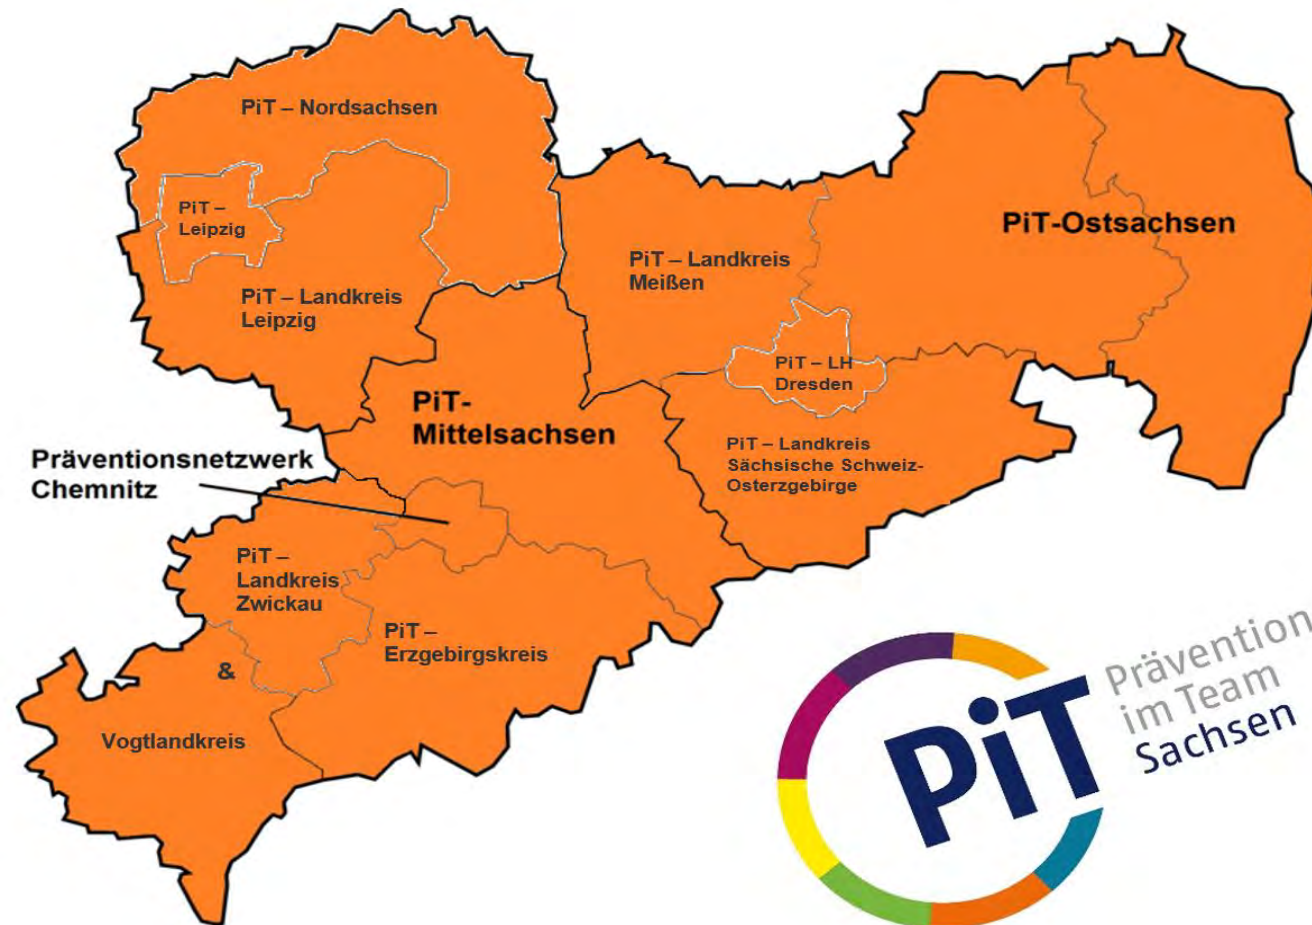 PiT – Nordsachsen
PiT –
Leipzig
PiT – Landkreis
Leipzig
PiT – Landkreis
Meißen
PiT-Ostsachsen
PiT – LH
Dresden
PiT-
Mittelsachsen
PiT – Landkreis
Sächsische Schweiz-
Osterzgebirge
Präventionsnetzwerk
Chemnitz
PiT –
Landkreis
Zwickau
&
Vogtlandkreis
PiT –
Erzgebirgskreis
PiT
Prävention
im Team
Sachsen